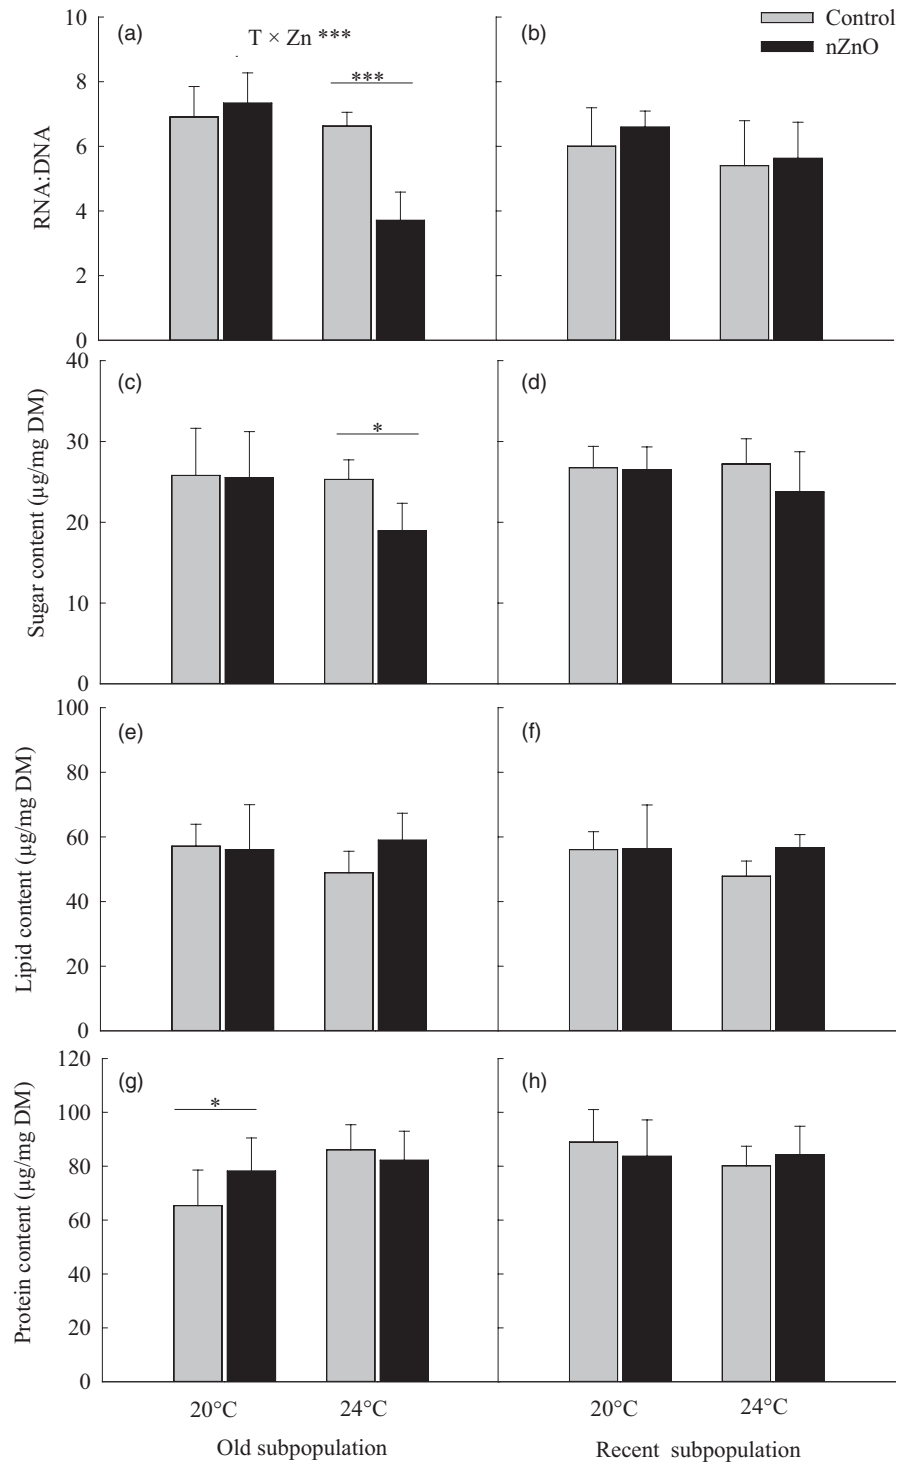 Control
nZnO
(a)
T × Zn ***
***
(b)
RNA:DNA
10
8
6
4
2
0
(c)
*
(d)
Sugar content (µg/mg DM)
40
30
20
10
0
(e)
(f)
Lipid content (µg/mg DM)
100
80
60
40
20
0
(g)
*
(h)
Protein content (µg/mg DM)
120
100
80
60
40
20
0
20°C 24°C 20°C 24°C
Old subpopulation Recent subpopulation